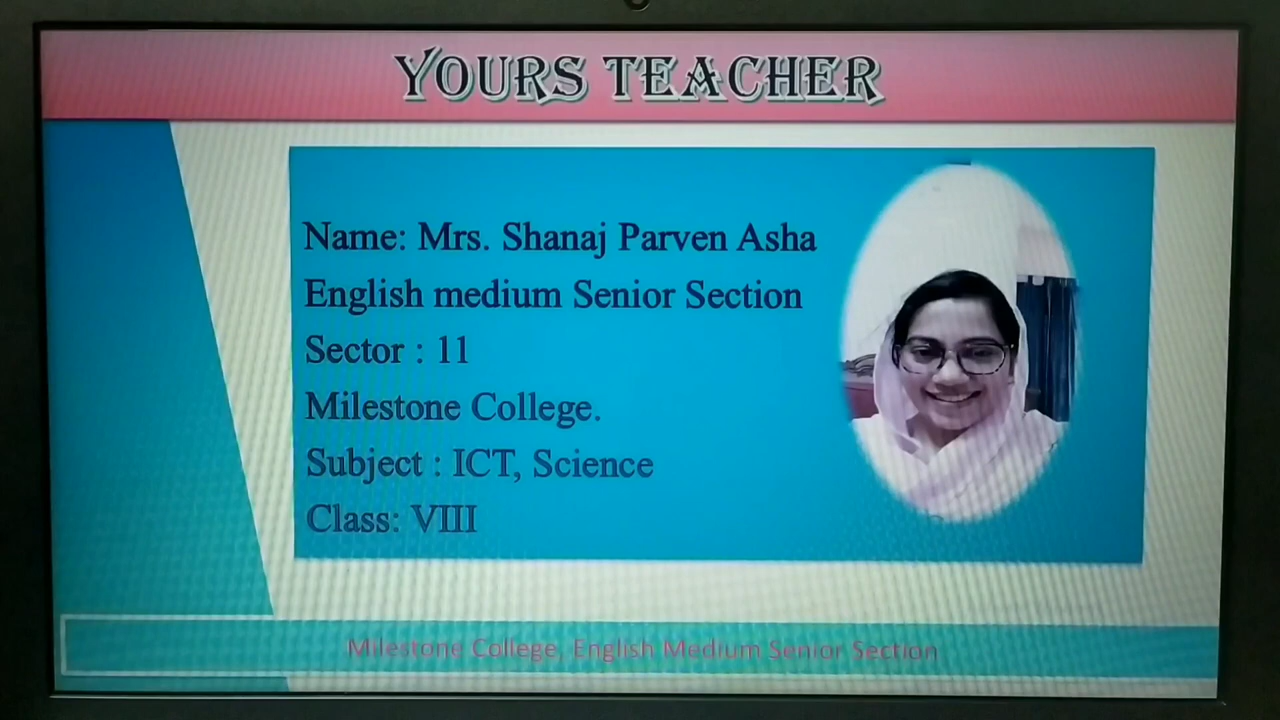 YOURS TEACHER
Name: Mrs. Shanaj Parven Asha
English medium Senior Section
Sector : 11
Milestone College.
Subject : ICT, Science
Class: VIII
Milestone College, English Medium Senior Section